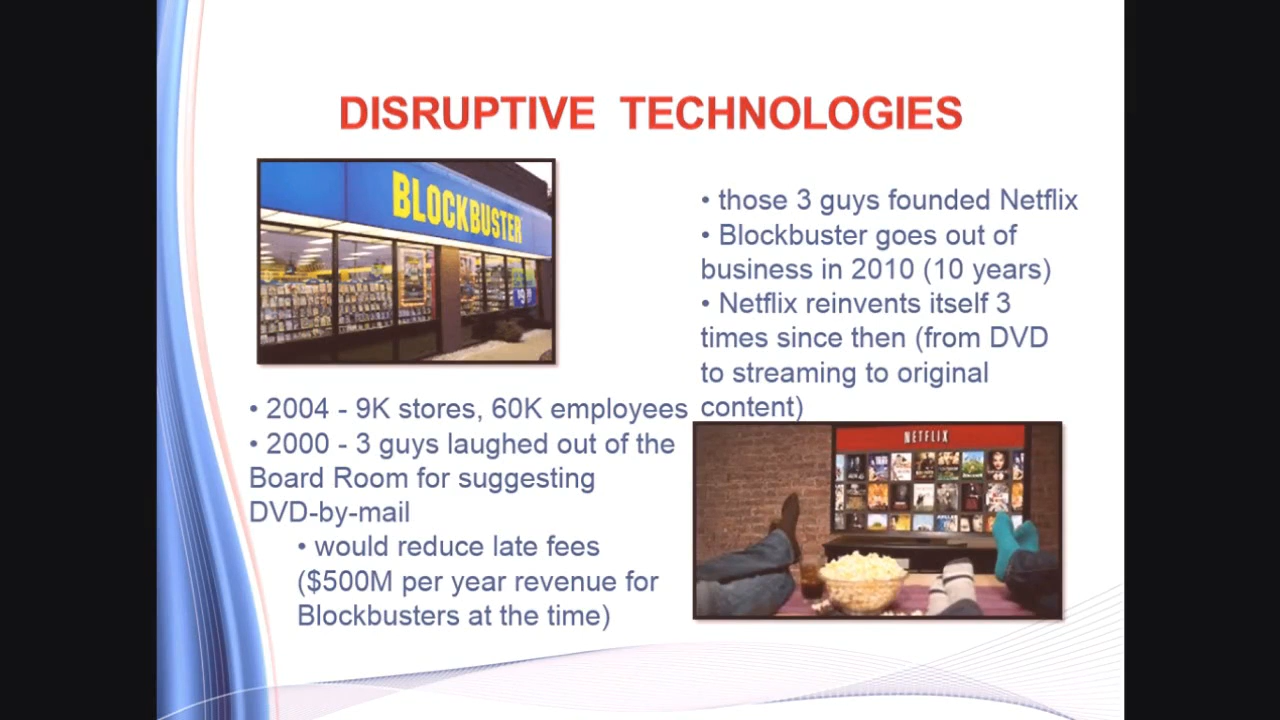 DISRUPTIVE TECHNOLOGIES
BLOCKBUSTER
• 2004 - 9K stores, 60K employees
• 2000 - 3 guys laughed out of the
Board Room for suggesting
DVD-by-mail
• would reduce late fees
($500M per year revenue for
Blockbusters at the time)
• those 3 guys founded Netflix
• Blockbuster goes out of
business in 2010 (10 years)
• Netflix reinvents itself 3
times since then (from DVD
to streaming to original
content)
NETFLIX